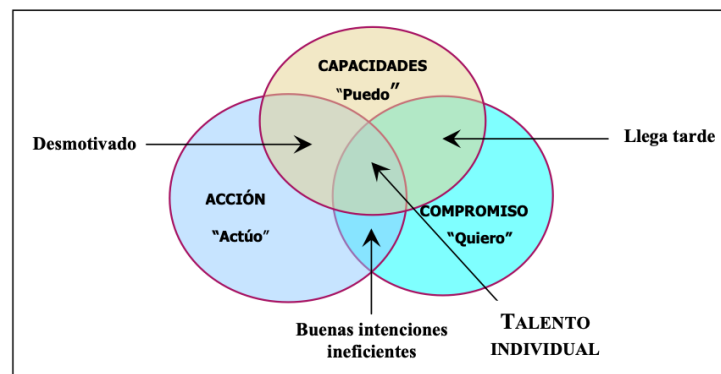 CAPACIDADES
“Puedo”
Desmotivado
Llega tarde
ACCIÓN
“Actúo”
COMPROMISO
“Quiero”
Buenas intenciones
ineficientes
TALENTO
INDIVIDUAL